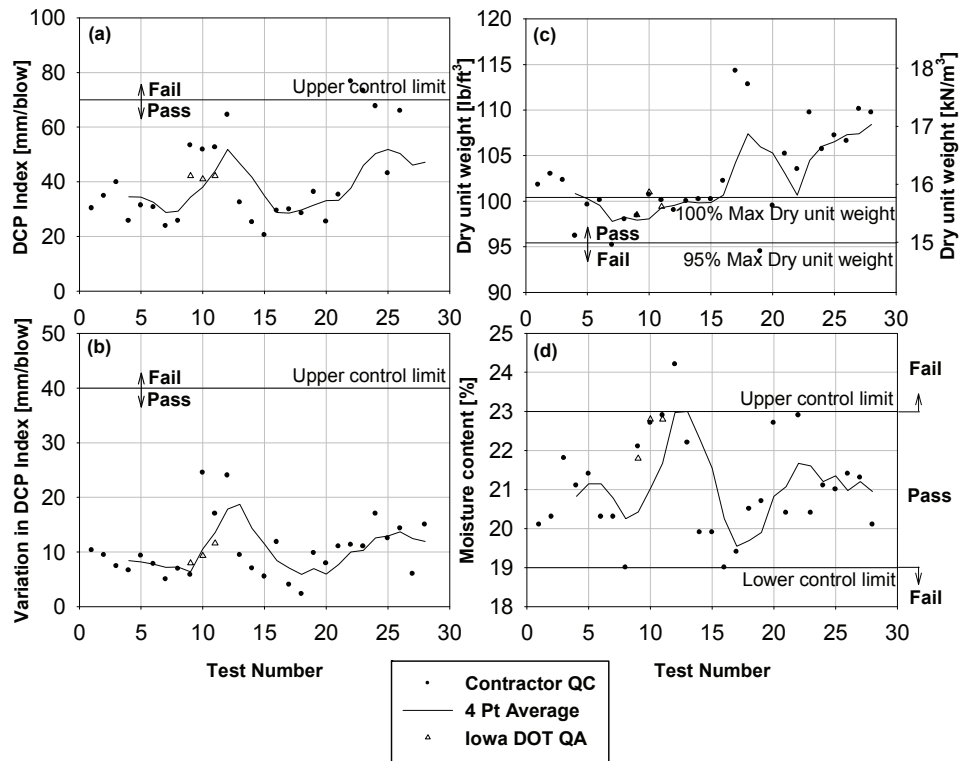 (a)
Fail
Pass
Upper control limit
DCP Index [mm/blow]
100
80
60
40
20
0
0 5 10 15 20 25 30
(c)
Dry unit weight [lb/ft³]
120
115
110
105
100
95
90
Pass
Fail
100% Max Dry unit weight
95% Max Dry unit weight
18
17
16
15
Dry unit weight [kN/m³]
0 5 10 15 20 25 30
(b)
Fail
Pass
Upper control limit
Variation in DCP Index [mm/blow]
50
40
30
20
10
0
0 5 10 15 20 25 30
Test Number
(d)
Moisture content [%]
25
24
23
22
21
20
19
18
Upper control limit
Lower control limit
Fail
Pass
Fail
0 5 10 15 20 25 30
Test Number
Contractor QC
4 Pt Average
Iowa DOT QA